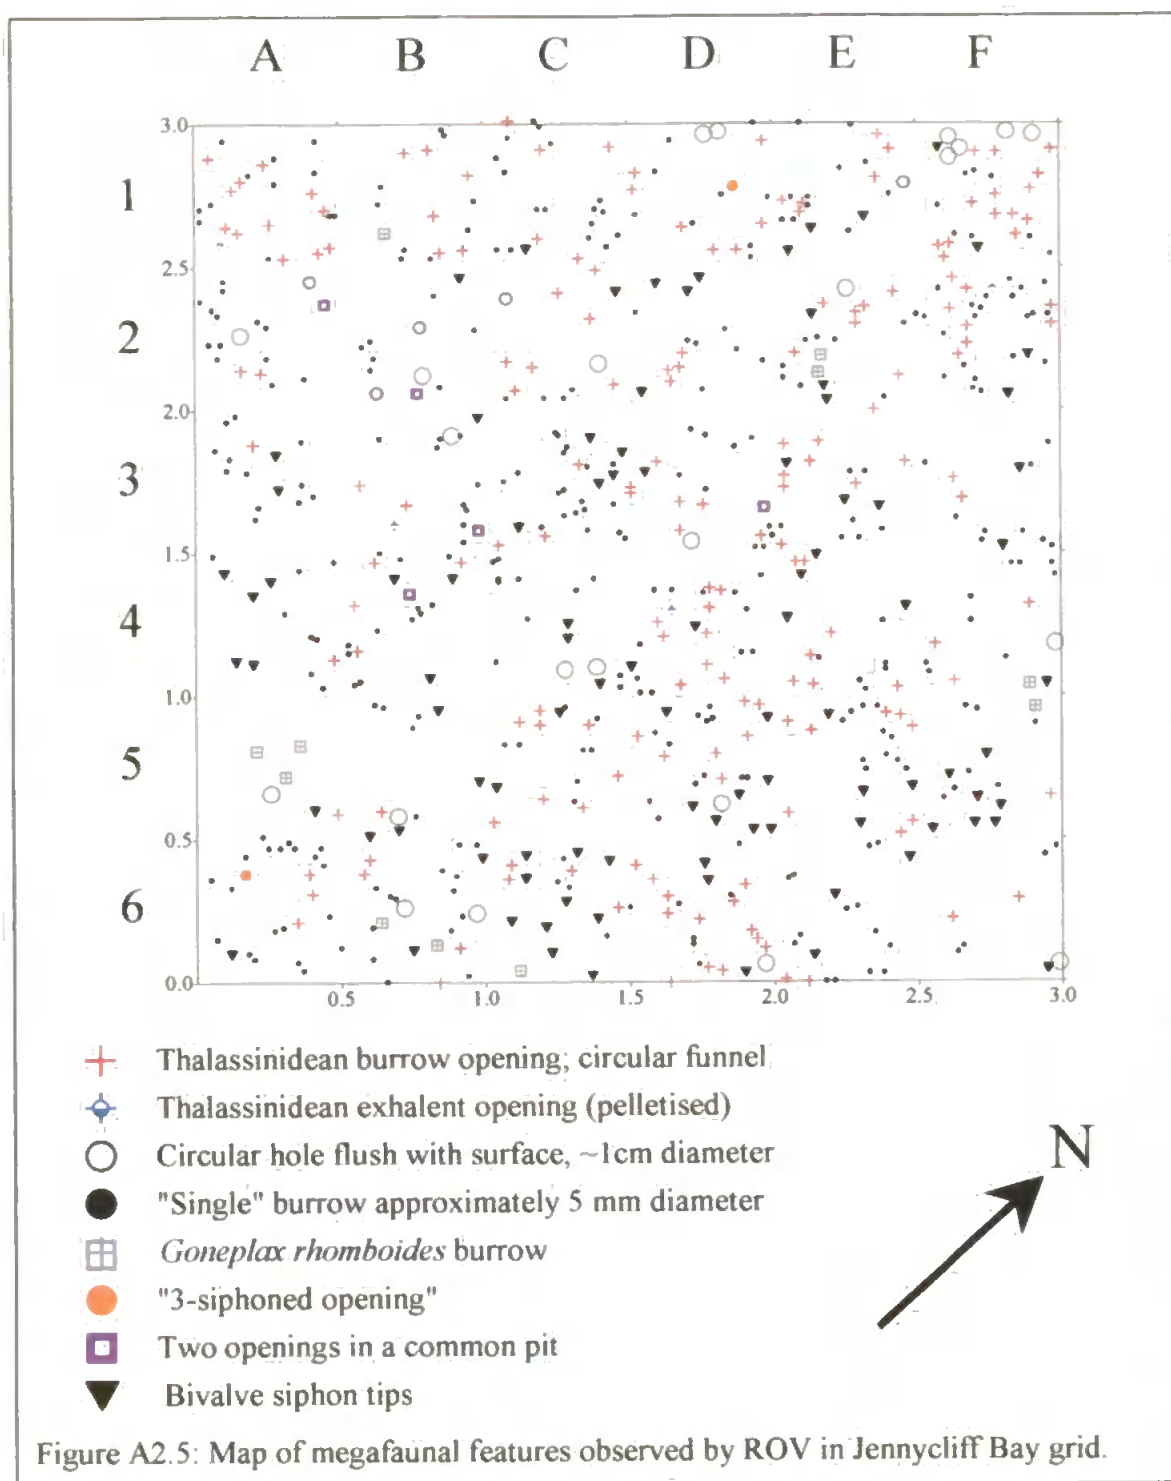 A B C D E F
3.0
1
2.5
2
2.0
3
1.5
4
1.0
5
0.5
6
0.0
0.5 1.0 1.5 2.0 2.5 3.0
Thalassinidean burrow opening; circular funnel
Thalassinidean exhalent opening (pelletised)
Circular hole flush with surface, ~1cm diameter
N
"Single" burrow approximately 5 mm diameter
Goneplax rhomboides burrow
"3-siphoned opening"
Two openings in a common pit
Bivalve siphon tips
Figure A2.5: Map of megafaunal features observed by ROV in Jennycliff Bay grid.